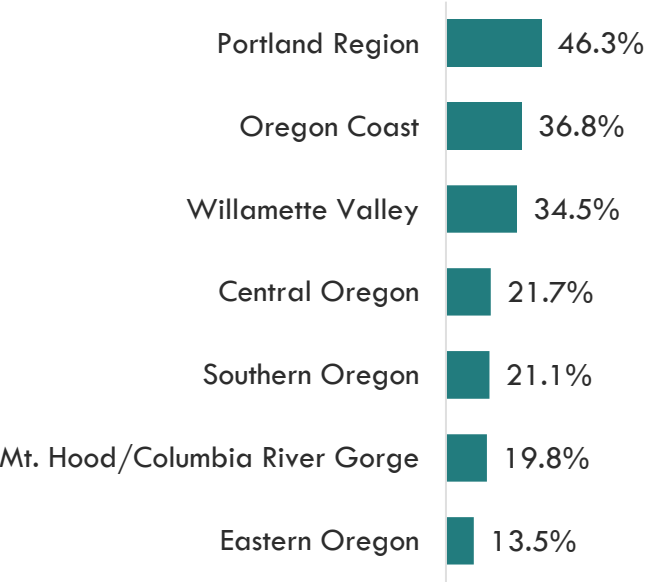 Portland Region 46.3%
Oregon Coast 36.8%
Willamette Valley 34.5%
Central Oregon 21.7%
Southern Oregon 21.1%
Mt. Hood/Columbia River Gorge 19.8%
Eastern Oregon 13.5%